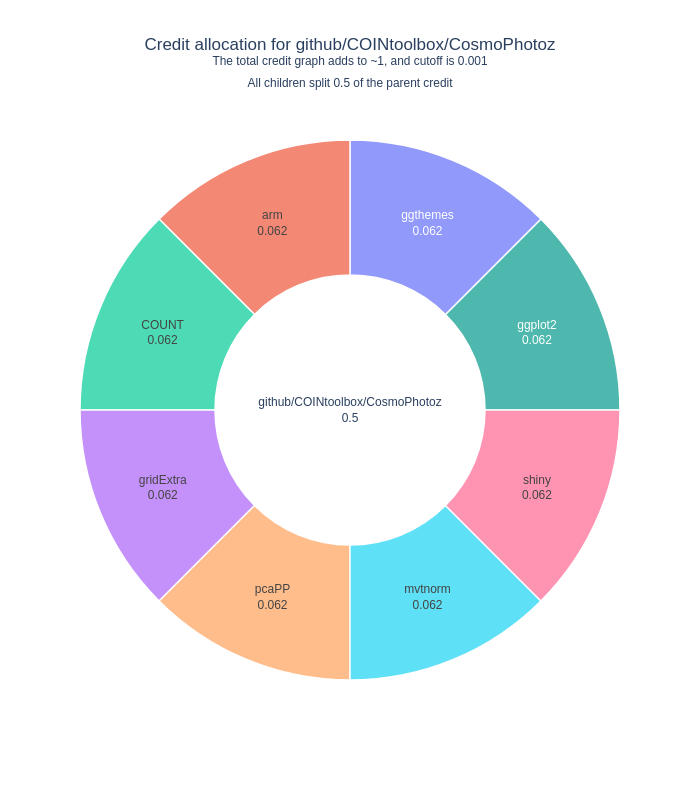 Credit allocation for github/COINtoolbox/CosmoPhotoz
The total credit graph adds to ~1, and cutoff is 0.001
All children split 0.5 of the parent credit
arm
0.062
ggthemes
0.062
COUNT
0.062
ggplot2
0.062
github/COINtoolbox/CosmoPhotoz
0.5
gridExtra
0.062
shiny
0.062
pcaPP
0.062
mvtnorm
0.062